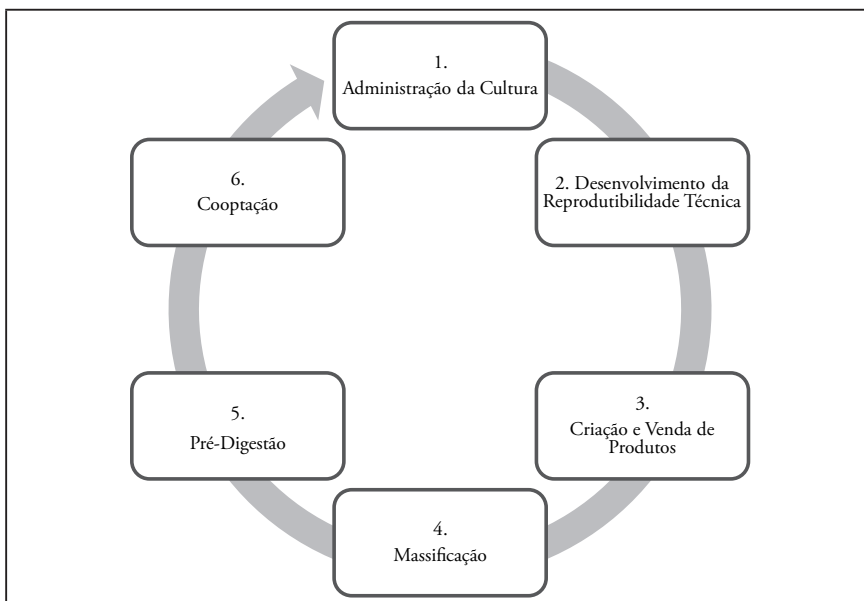 1.
Administração da Cultura
2. Desenvolvimento da
Reprodutibilidade Técnica
3.
Criação e Venda de
Produtos
4.
Massificação
5.
Pré-Digestão
6.
Cooptação